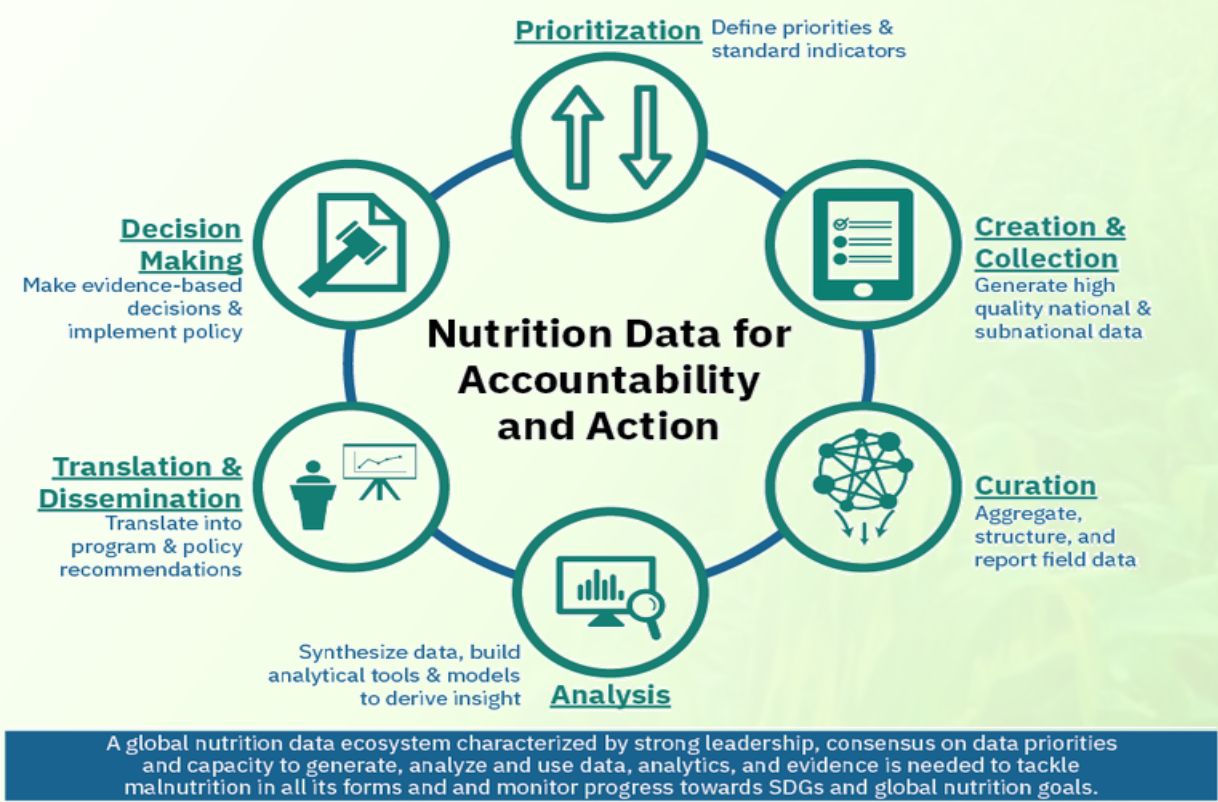 Prioritization
Define priorities &
standard indicators
Creation &
Collection
Generate high
quality national &
subnational data
Curation
Aggregate,
structure, and
report field data
Analysis
Synthesize data, build
analytical tools & models
to derive insight
Translation &
Dissemination
Translate into
program & policy
recommendations
Decision
Making
Make evidence-based
decisions &
implement policy
Nutrition Data for
Accountability
and Action
A global nutrition data ecosystem characterized by strong leadership, consensus on data priorities
and capacity to generate, analyze and use data, analytics, and evidence is needed to tackle
malnutrition in all its forms and and monitor progress towards SDGs and global nutrition goals.